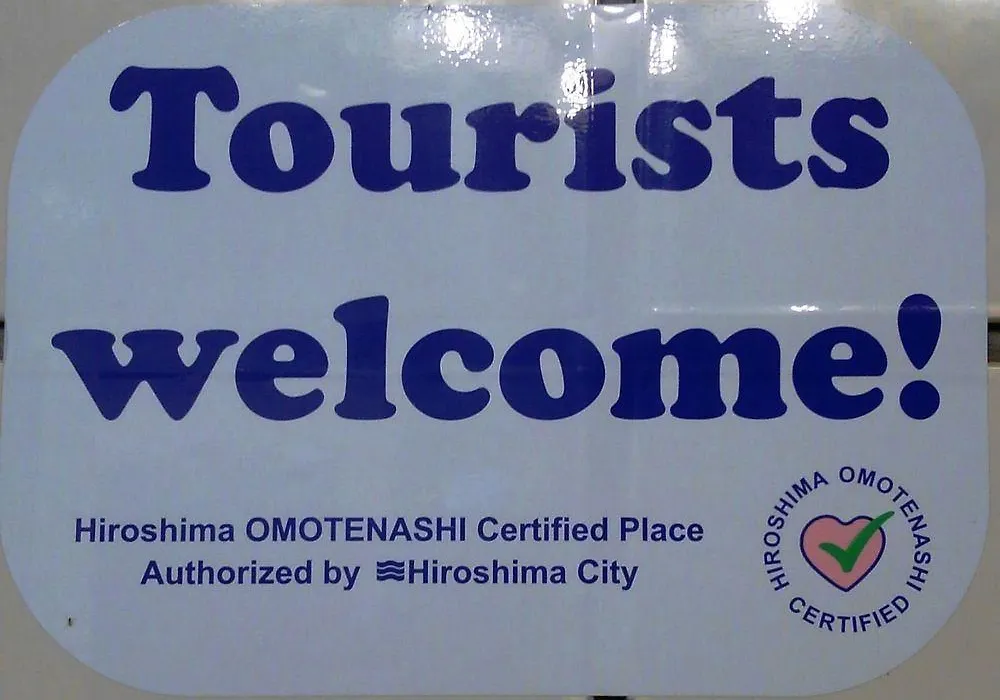 Tourists
welcome!
Hiroshima OMOTENASHI Certified Place
Authorized by Hiroshima City
HIROSHIMA OMOTENASHI CERTIFIED